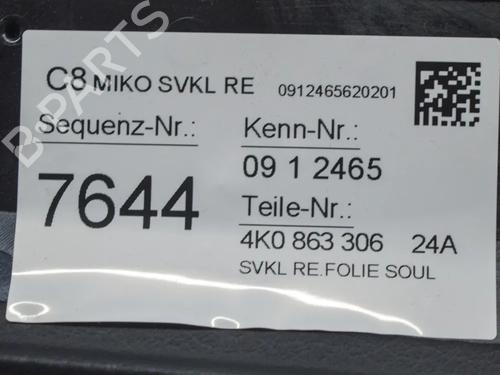 B-PARTS
C8 MIKO SVKL RE 0912465620201
Sequenz-Nr.: Kenn-Nr.:
7644 09 1 2465
Teile-Nr.:
4K0 863 306 24A
SVKL RE.FOLIE SOUL